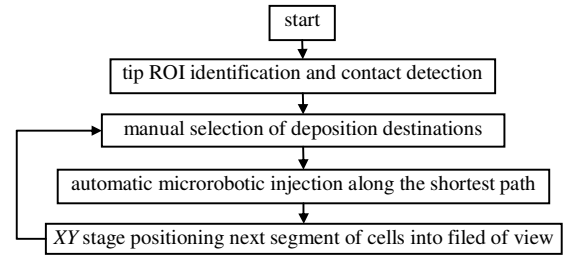 start
tip ROI identification and contact detection
manual selection of deposition destinations
automatic microrobotic injection along the shortest path
XY stage positioning next segment of cells into filed of view